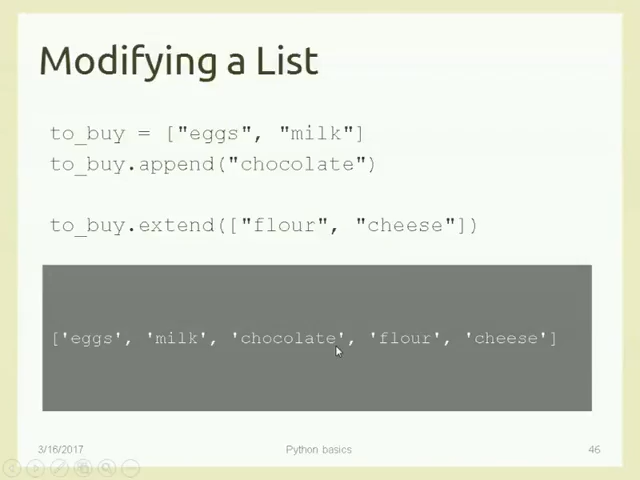 Modifying a List
to_buy = ["eggs", "milk"]
to_buy.append("chocolate")
to_buy.extend(["flour", "cheese"])
['eggs', 'milk', 'chocolate', 'flour', 'cheese']
3/16/2017 Python basics 46